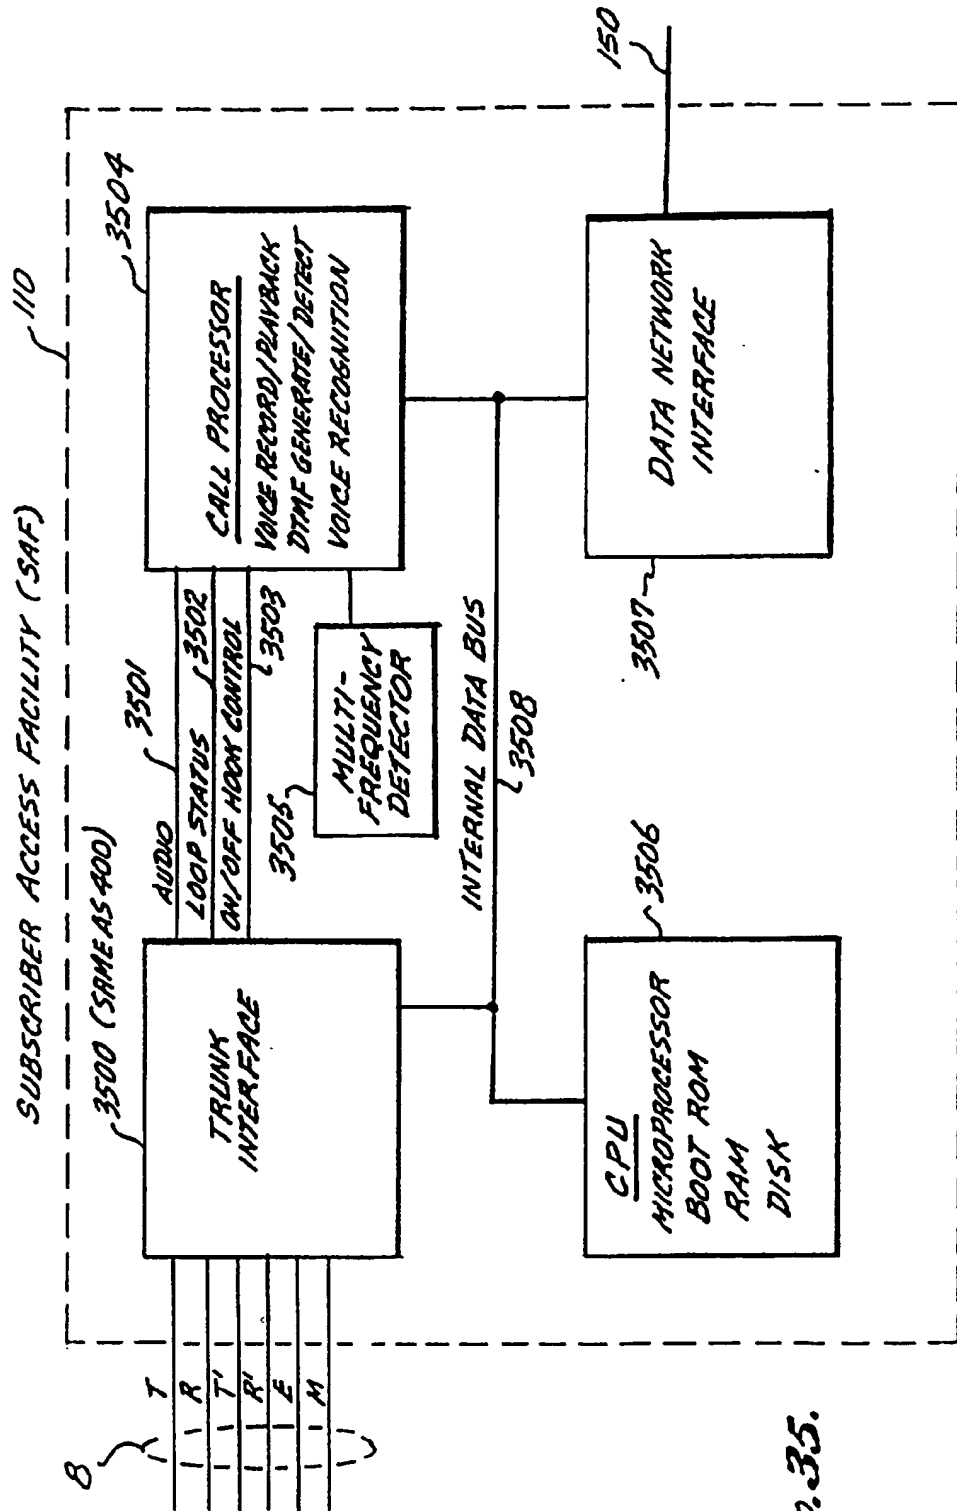 SUBSCRIBER ACCESS FACILITY (SAF)
110
8
T
R
T'
R'
E
M
3500 (SAME AS 400)
TRUNK
INTERFACE
AUDIO
3501
LOOP STATUS
3502
ON/OFF HOOK CONTROL
3503
3504
CALL PROCESSOR
VOICE RECORD/PLAYBACK
DTMF GENERATE/DETECT
VOICE RECOGNITION
3505
MULTI-
FREQUENCY
DETECTOR
INTERNAL DATA BUS
3508
3506
CPU
MICROPROCESSOR
BOOT ROM
RAM
DISK
3507
DATA NETWORK
INTERFACE
150
35.